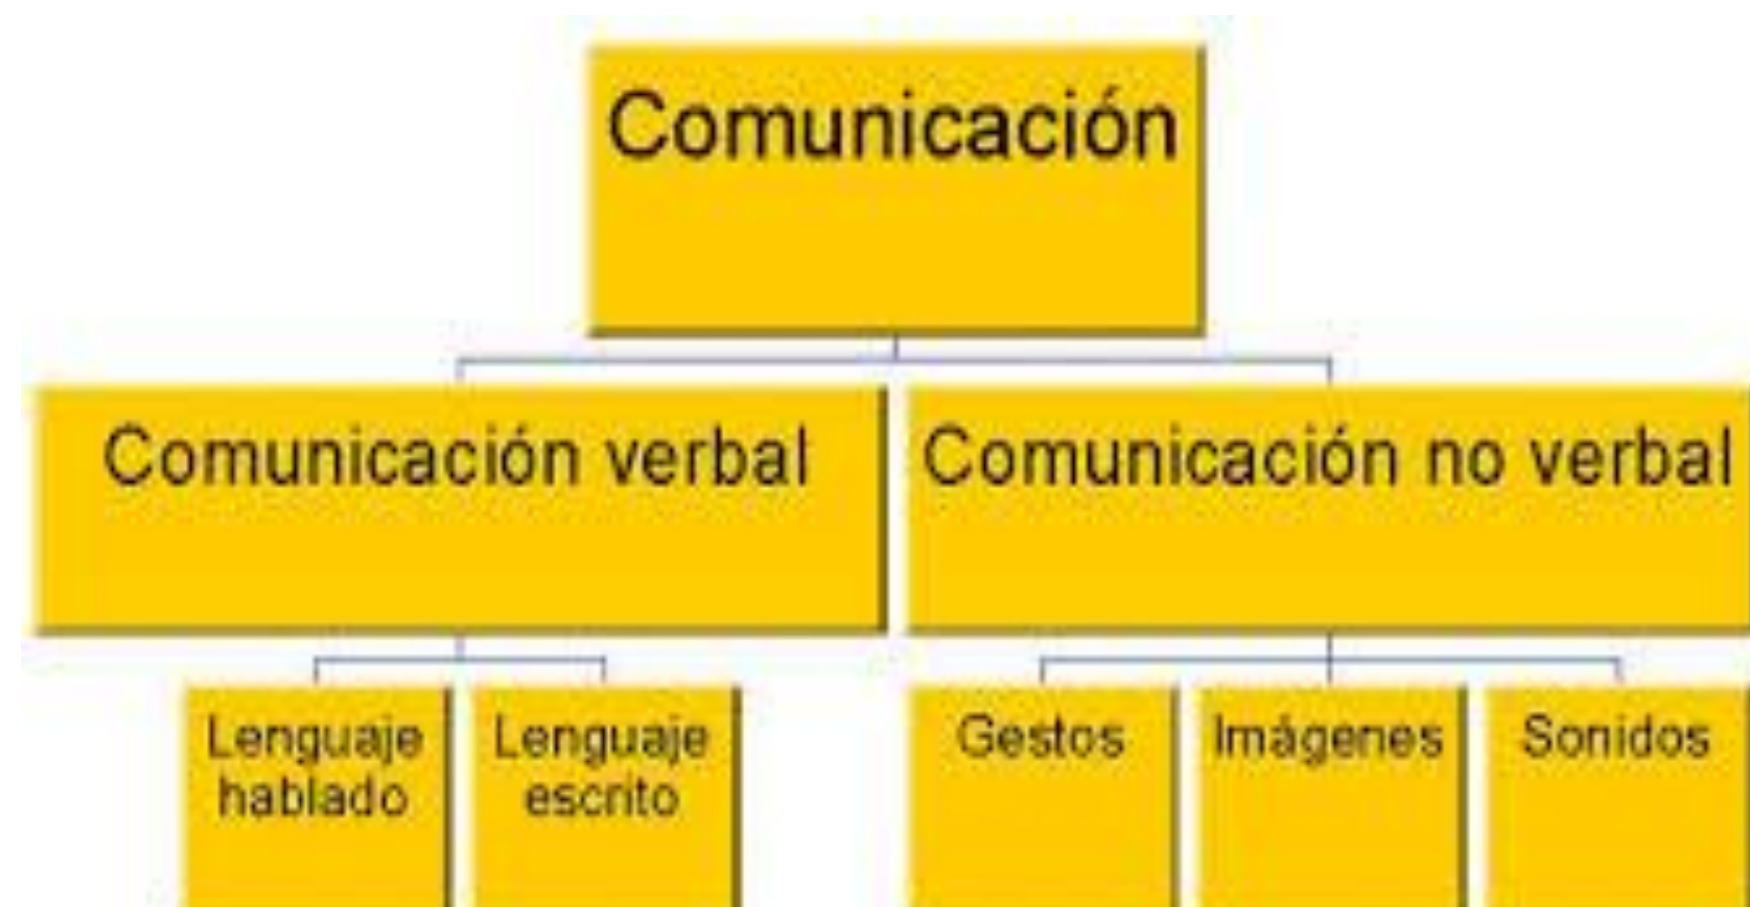 Comunicación
Comunicación verbal
Comunicación no verbal
Lenguaje
hablado
Lenguaje
escrito
Gestos
Imágenes
Sonidos